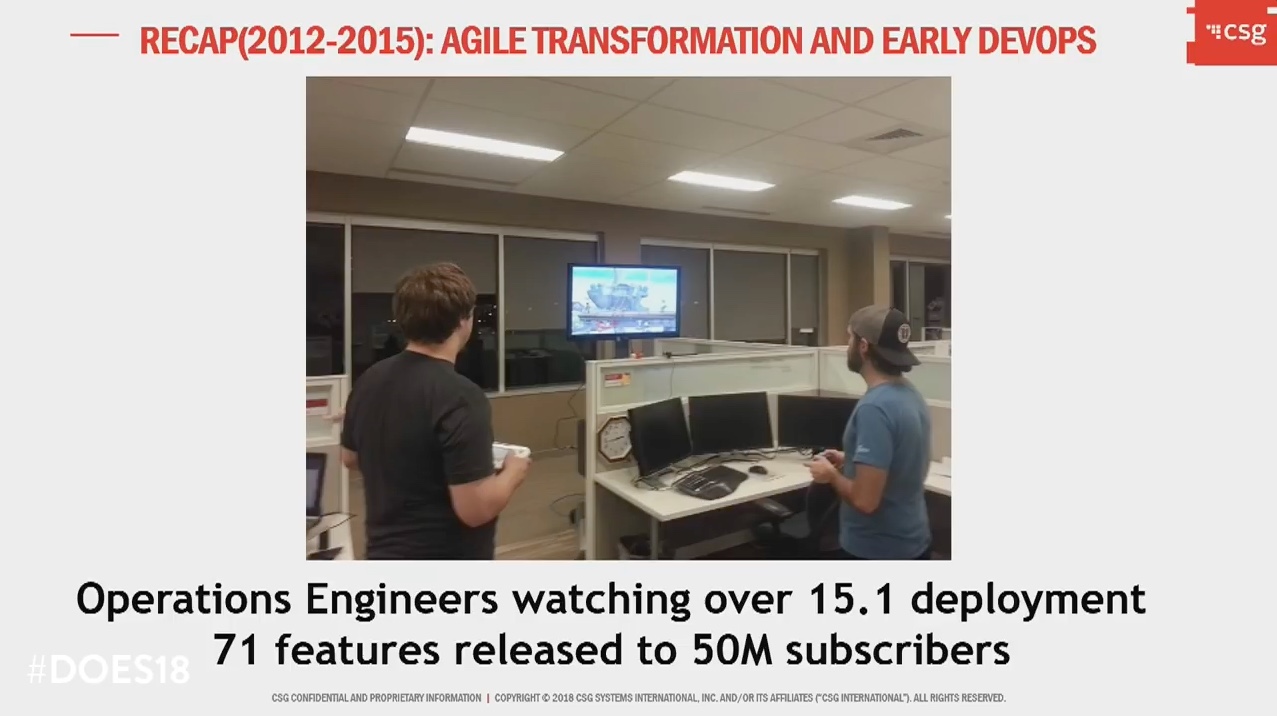 RECAP(2012-2015): AGILE TRANSFORMATION AND EARLY DEVOPS
csg
Operations Engineers watching over 15.1 deployment
71 features released to 50M subscribers
#DOES18
CSG CONFIDENTIAL AND PROPRIETARY INFORMATION | COPYRIGHT © 2018 CSG SYSTEMS INTERNATIONAL, INC. AND/OR ITS AFFILIATES ("CSG INTERNATIONAL"). ALL RIGHTS RESERVED.